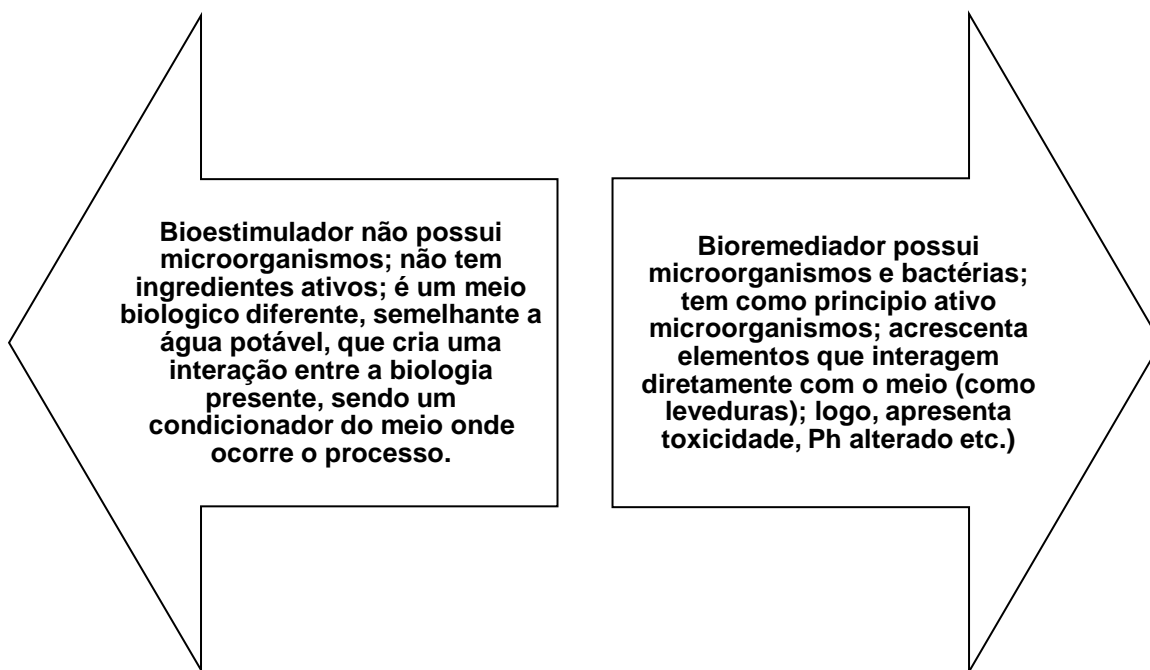 Bioestimulador não possui
microorganismos; não tem
ingredientes ativos; é um meio
biologico diferente, semelhante a
água potável, que cria uma
interação entre a biologia
presente, sendo um
condicionador do meio onde
ocorre o processo.
Bioremediador possui
microorganismos e bactérias;
tem como principio ativo
microorganismos; acrescenta
elementos que interagem
diretamente com o meio (como
leveduras); logo, apresenta
toxicidade, Ph alterado etc.)